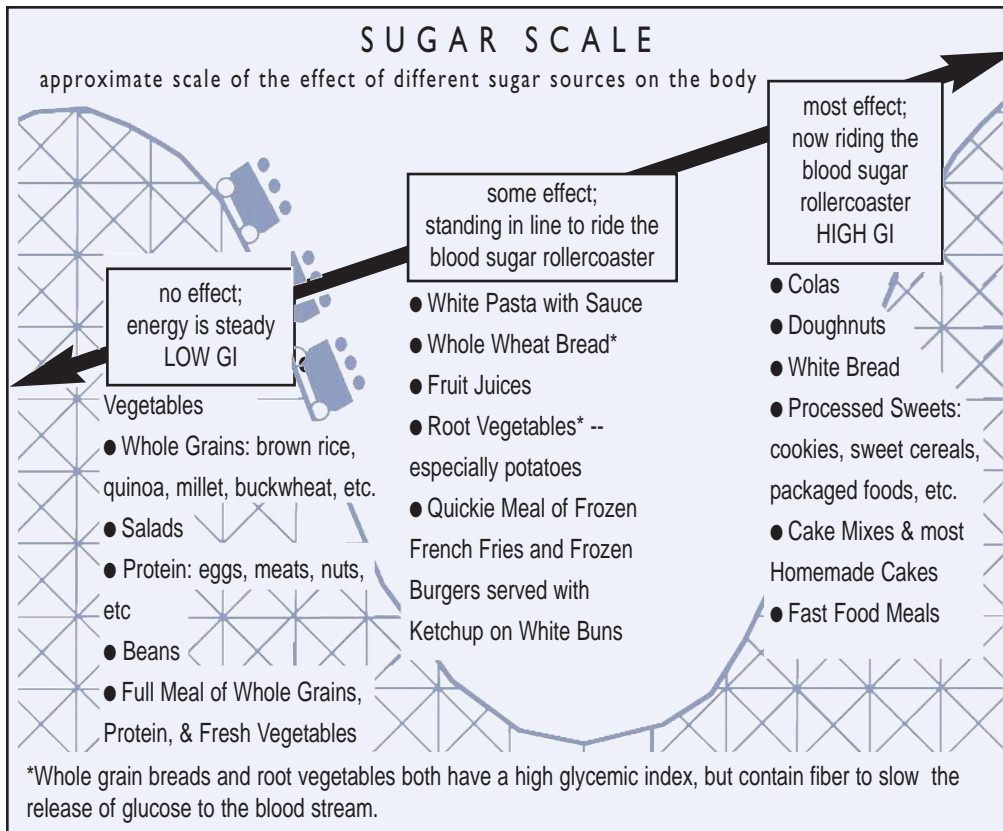 SUGAR SCALE
approximate scale of the effect of different sugar sources on the body
no effect;
energy is steady
LOW GI
● Vegetables
● Whole Grains: brown rice,
quinoa, millet, buckwheat, etc.
● Salads
● Protein: eggs, meats, nuts,
etc
● Beans
● Full Meal of Whole Grains,
Protein, & Fresh Vegetables
some effect;
standing in line to ride the
blood sugar rollercoaster
● White Pasta with Sauce
● Whole Wheat Bread*
● Fruit Juices
● Root Vegetables* --
especially potatoes
● Quickie Meal of Frozen
French Fries and Frozen
Burgers served with
Ketchup on White Buns
most effect;
now riding the
blood sugar
rollercoaster
HIGH GI
● Colas
● Doughnuts
● White Bread
● Processed Sweets:
cookies, sweet cereals,
packaged foods, etc.
● Cake Mixes & most
Homemade Cakes
● Fast Food Meals
*Whole grain breads and root vegetables both have a high glycemic index, but contain fiber to slow the
release of glucose to the blood stream.